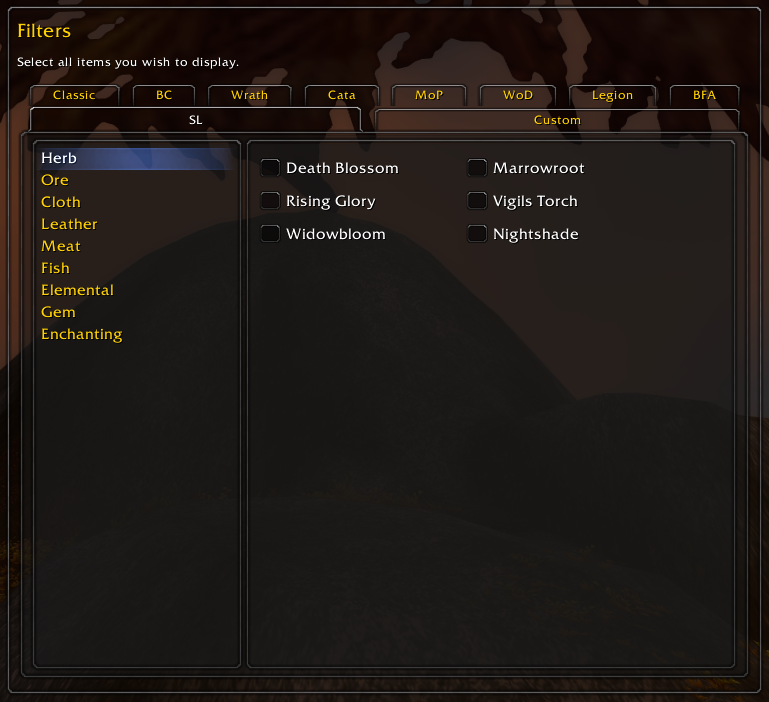 Filters
Select all items you wish to display.
Classic BC Wrath Cata MoP WoD Legion BFA
SL Custom
Herb
Ore
Cloth
Leather
Meat
Fish
Elemental
Gem
Enchanting
Death Blossom Marrowroot
Rising Glory Vigils Torch
Widowbloom Nightshade